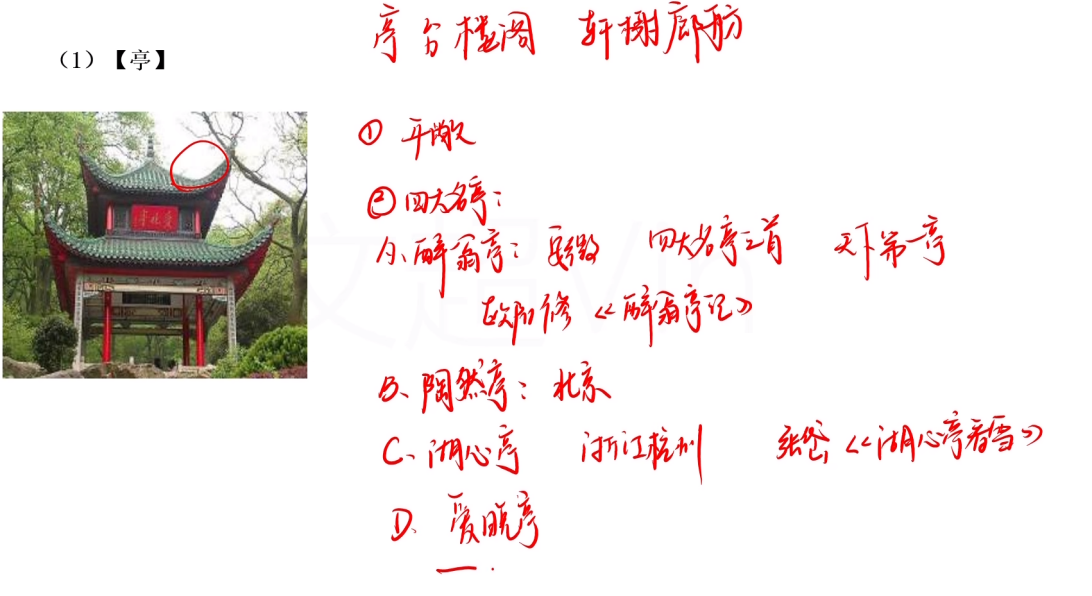 亭台楼阁 轩榭廊舫
(1)【亭】
① 开敞
② 四大名亭：
A、醉翁亭：安徽 四大名亭之首 天下第一亭
欧阳修《醉翁亭记》
B、陶然亭：北京
C、湖心亭 浙江杭州 张岱《湖心亭看雪》
D、爱晚亭